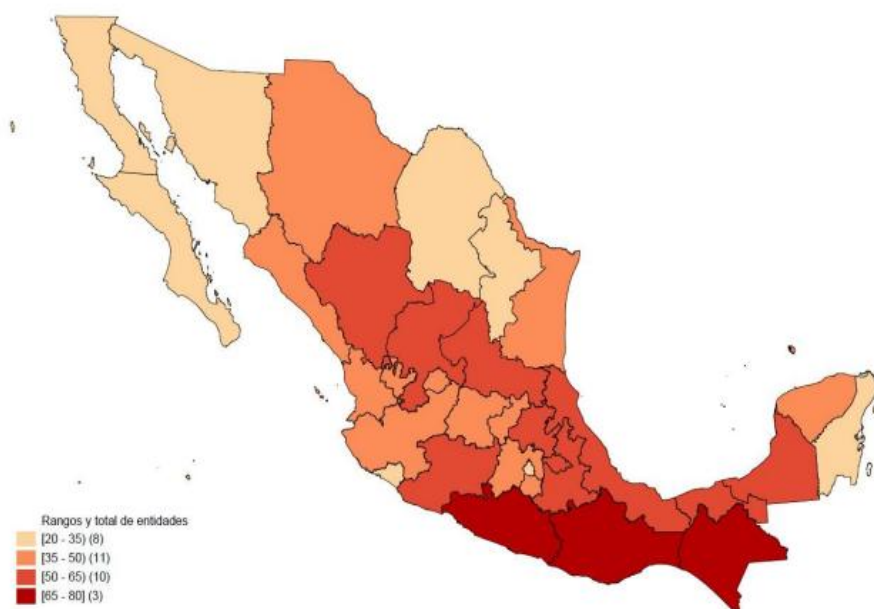 Rangos y total de entidades
[20 - 35) (8)
[35 - 50) (11)
[50 - 65) (10)
[65 - 80] (3)